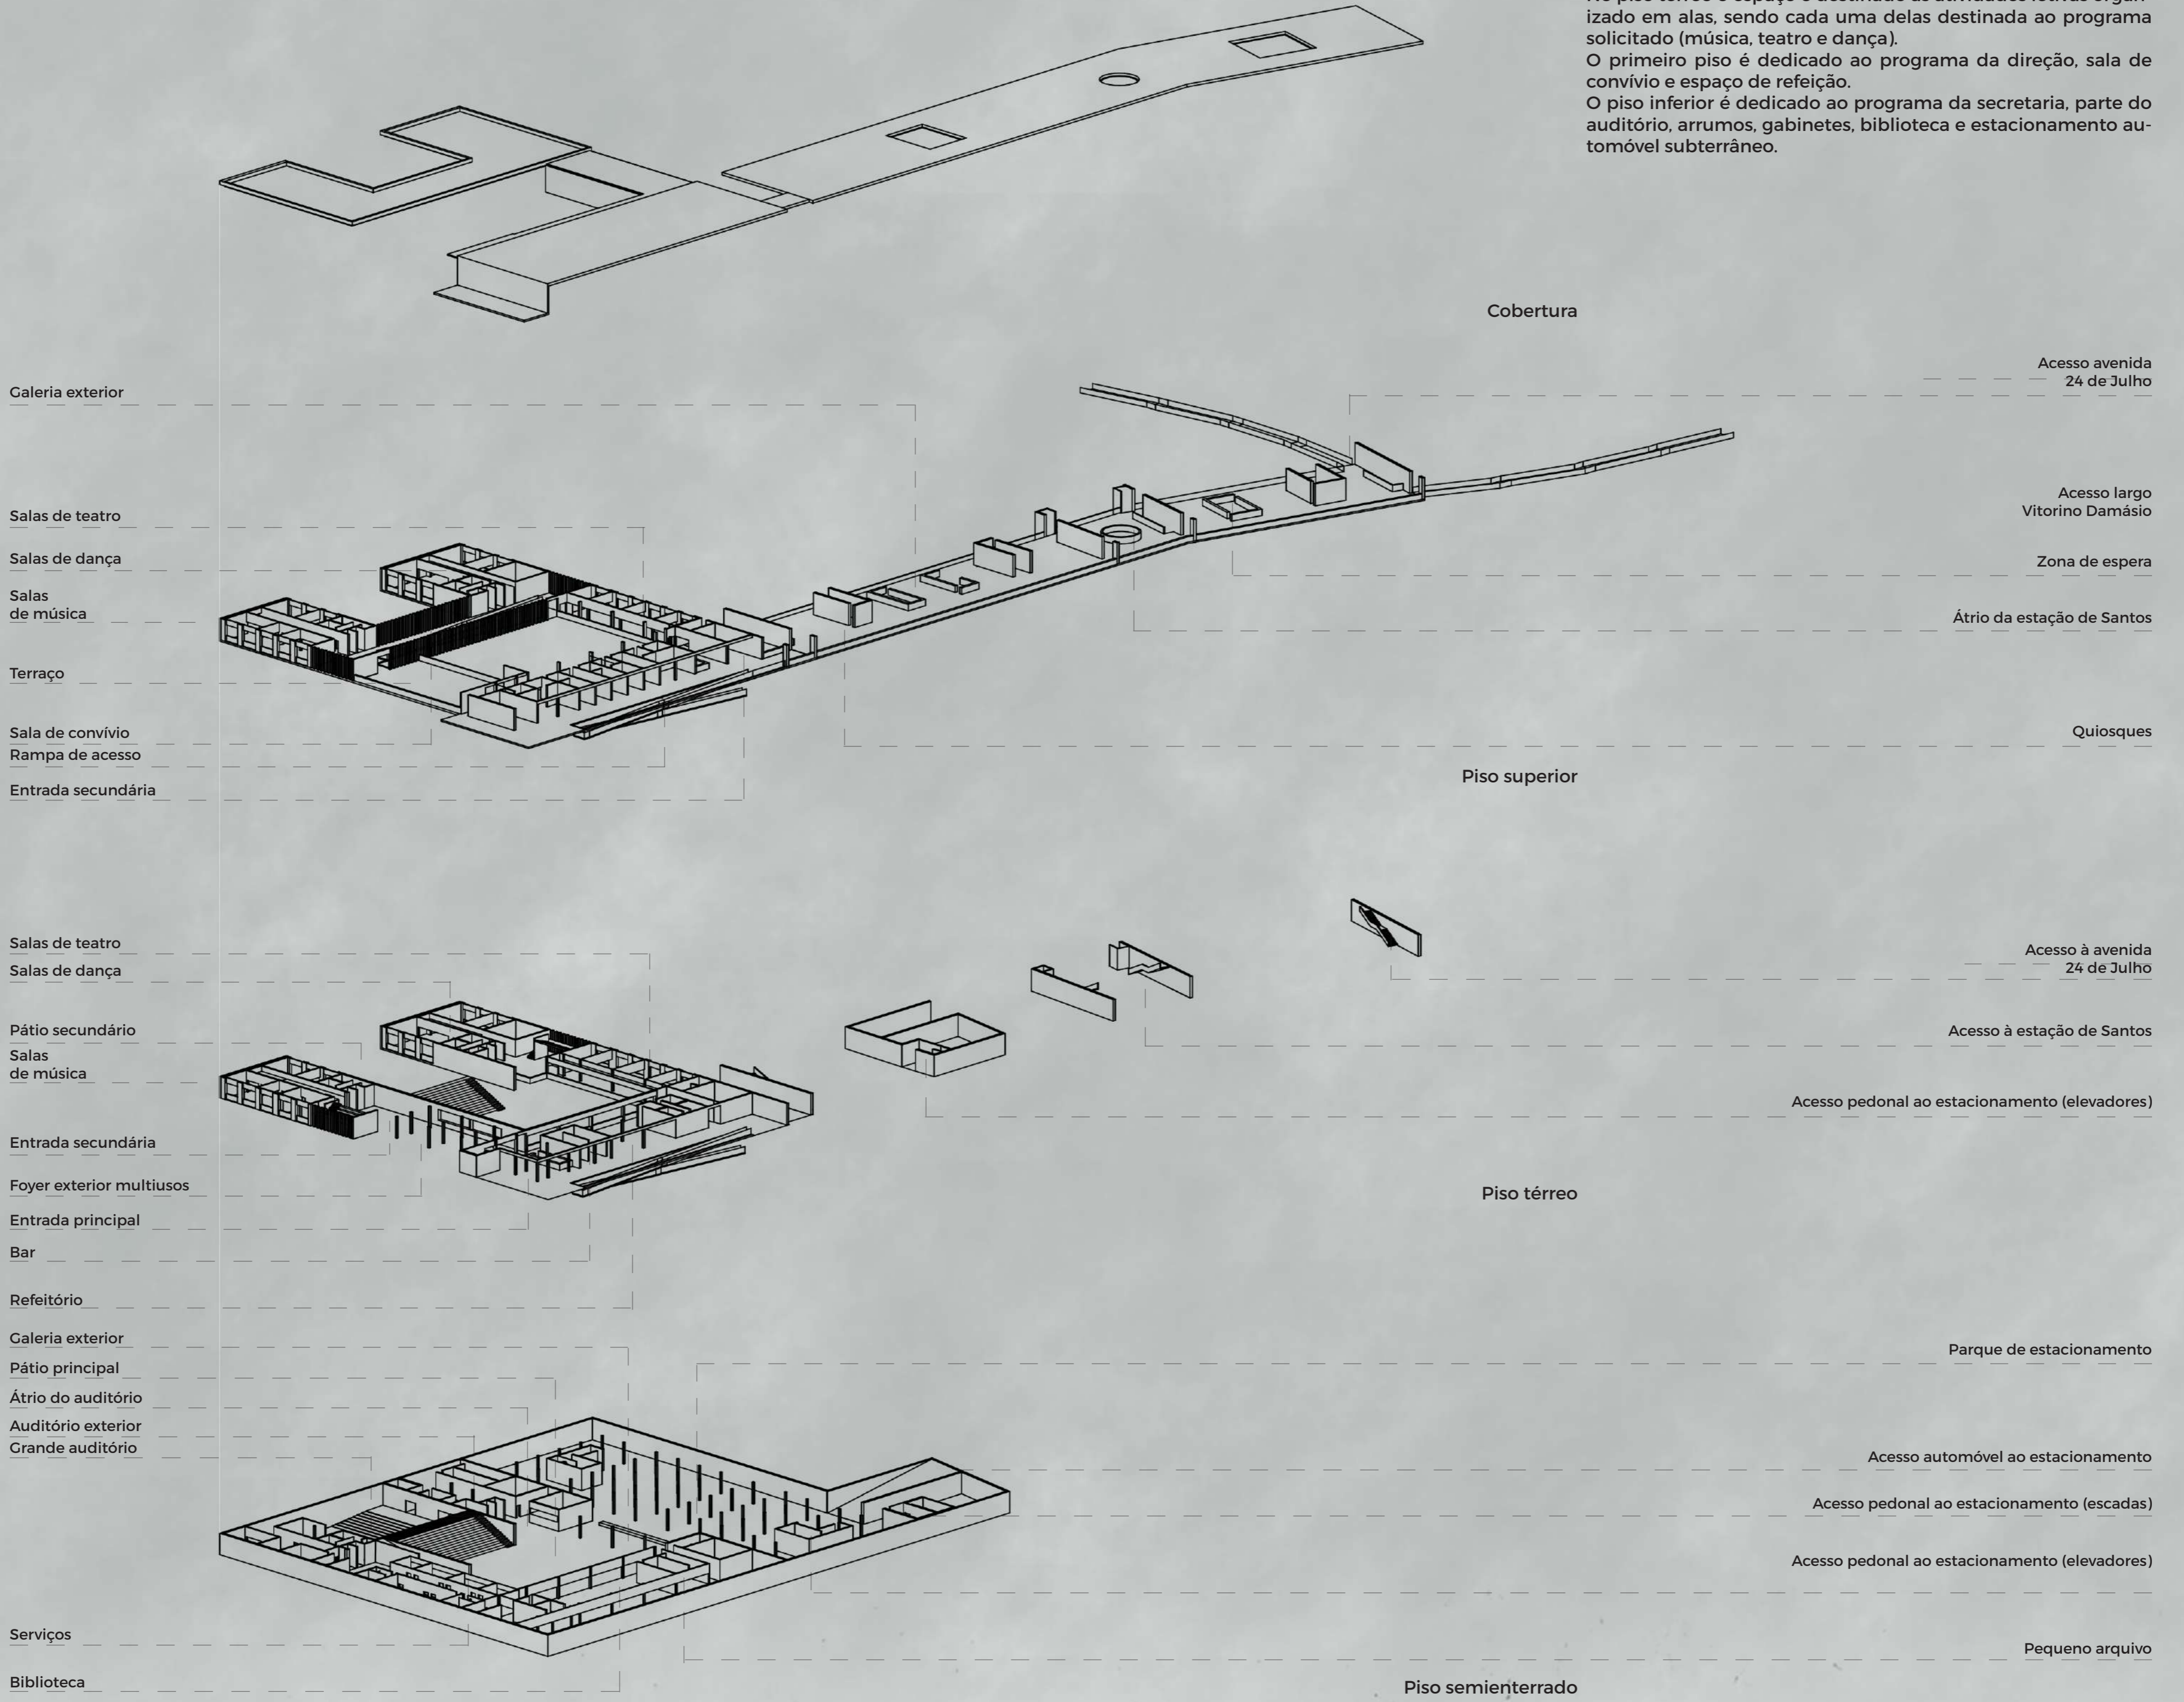 izado em alas, sendo cada uma delas destinada ao programa
solicitado (música, teatro e dança).
O primeiro piso é dedicado ao programa da direção, sala de
convívio e espaço de refeição.
O piso inferior é dedicado ao programa da secretaria, parte do
auditório, arrumos, gabinetes, biblioteca e estacionamento au-
tomóvel subterrâneo.
Cobertura
Galeria exterior
Salas de teatro
Salas de dança
Salas
de música
Terraço
Sala de convívio
Rampa de acesso
Entrada secundária
Acesso avenida
24 de Julho
Acesso largo
Vitorino Damásio
Zona de espera
Átrio da estação de Santos
Quiosques
Piso superior
Salas de teatro
Salas de dança
Pátio secundário
Salas
de música
Entrada secundária
Foyer exterior multiusos
Entrada principal
Bar
Refeitório
Acesso à avenida
24 de Julho
Acesso à estação de Santos
Acesso pedonal ao estacionamento (elevadores)
Piso térreo
Galeria exterior
Pátio principal
Átrio do auditório
Auditório exterior
Grande auditório
Serviços
Biblioteca
Parque de estacionamento
Acesso automóvel ao estacionamento
Acesso pedonal ao estacionamento (escadas)
Acesso pedonal ao estacionamento (elevadores)
Pequeno arquivo
Piso semienterrado